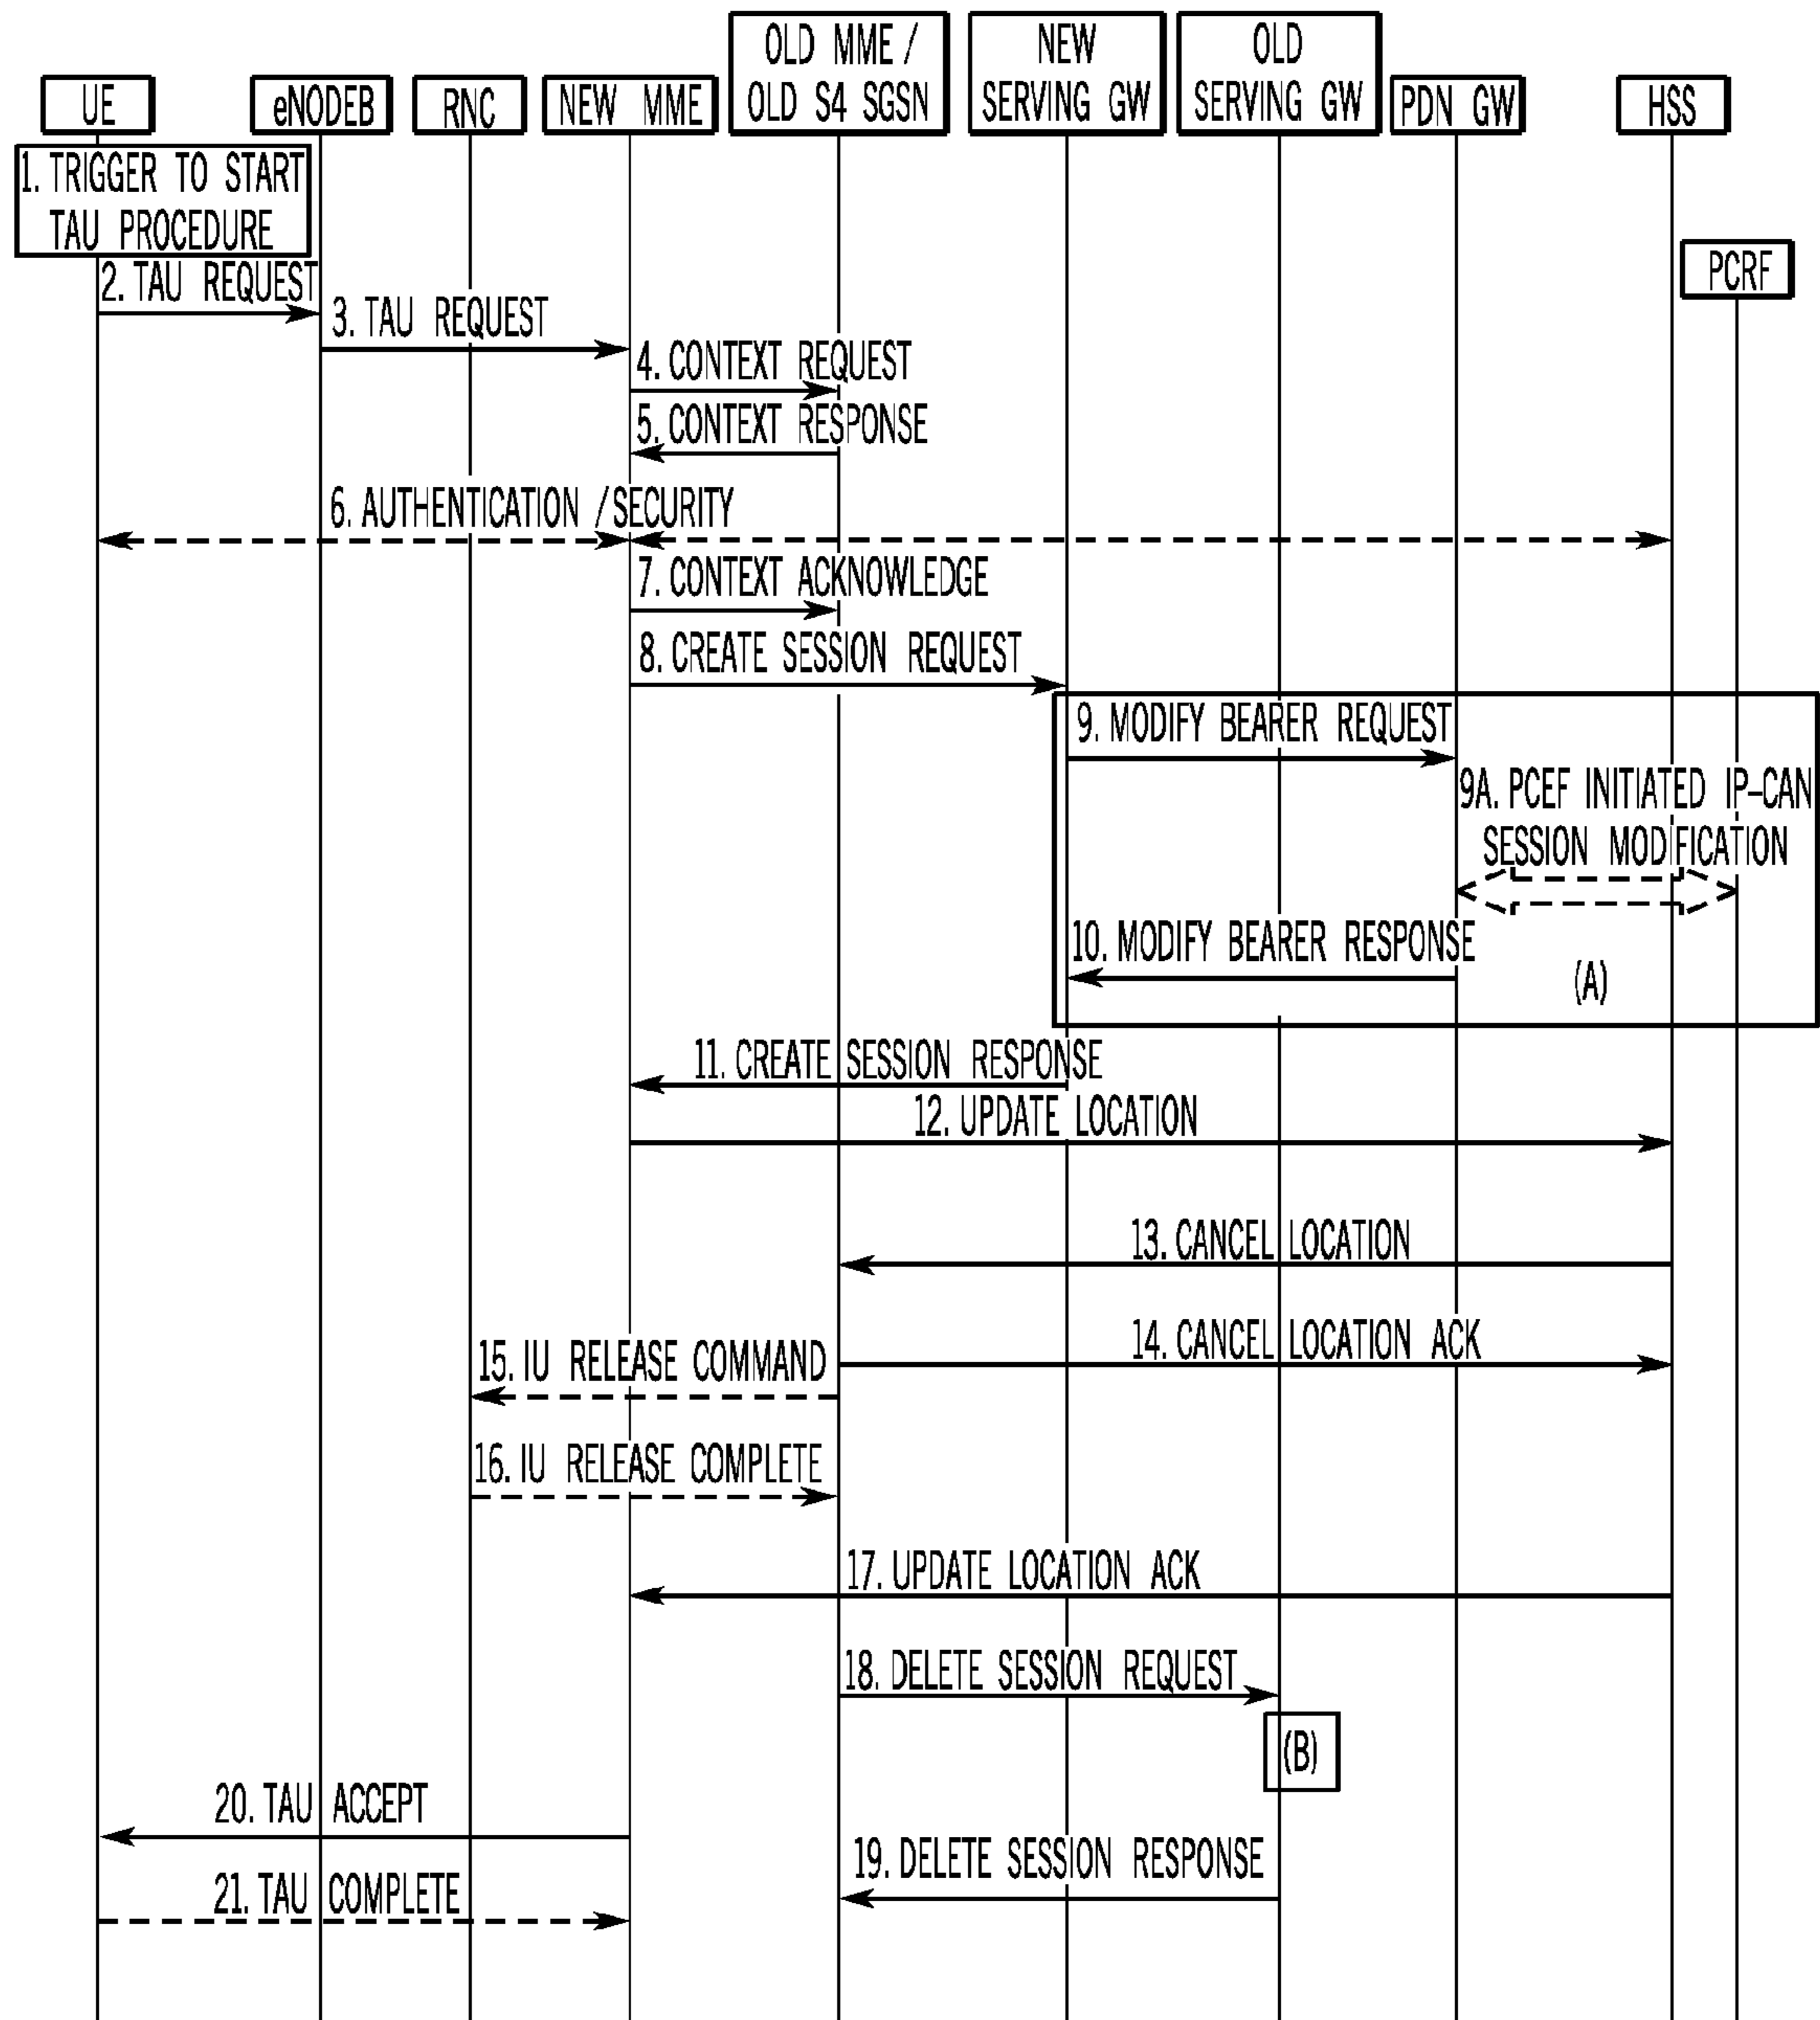 UE
eNODEB
RNC
NEW MME
OLD MME /
OLD S4 SGSN
NEW
SERVING GW
OLD
SERVING GW
PDN GW
HSS
PCRF
1. TRIGGER TO START
TAU PROCEDURE
2. TAU REQUEST
3. TAU REQUEST
4. CONTEXT REQUEST
5. CONTEXT RESPONSE
6. AUTHENTICATION /SECURITY
7. CONTEXT ACKNOWLEDGE
8. CREATE SESSION REQUEST
9. MODIFY BEARER REQUEST
9A. PCEF INITIATED IP-CAN
SESSION MODIFICATION
10. MODIFY BEARER RESPONSE
(A)
11. CREATE SESSION RESPONSE
12. UPDATE LOCATION
13. CANCEL LOCATION
14. CANCEL LOCATION ACK
15. IU RELEASE COMMAND
16. IU RELEASE COMPLETE
17. UPDATE LOCATION ACK
18. DELETE SESSION REQUEST
(B)
20. TAU ACCEPT
19. DELETE SESSION RESPONSE
21. TAU COMPLETE